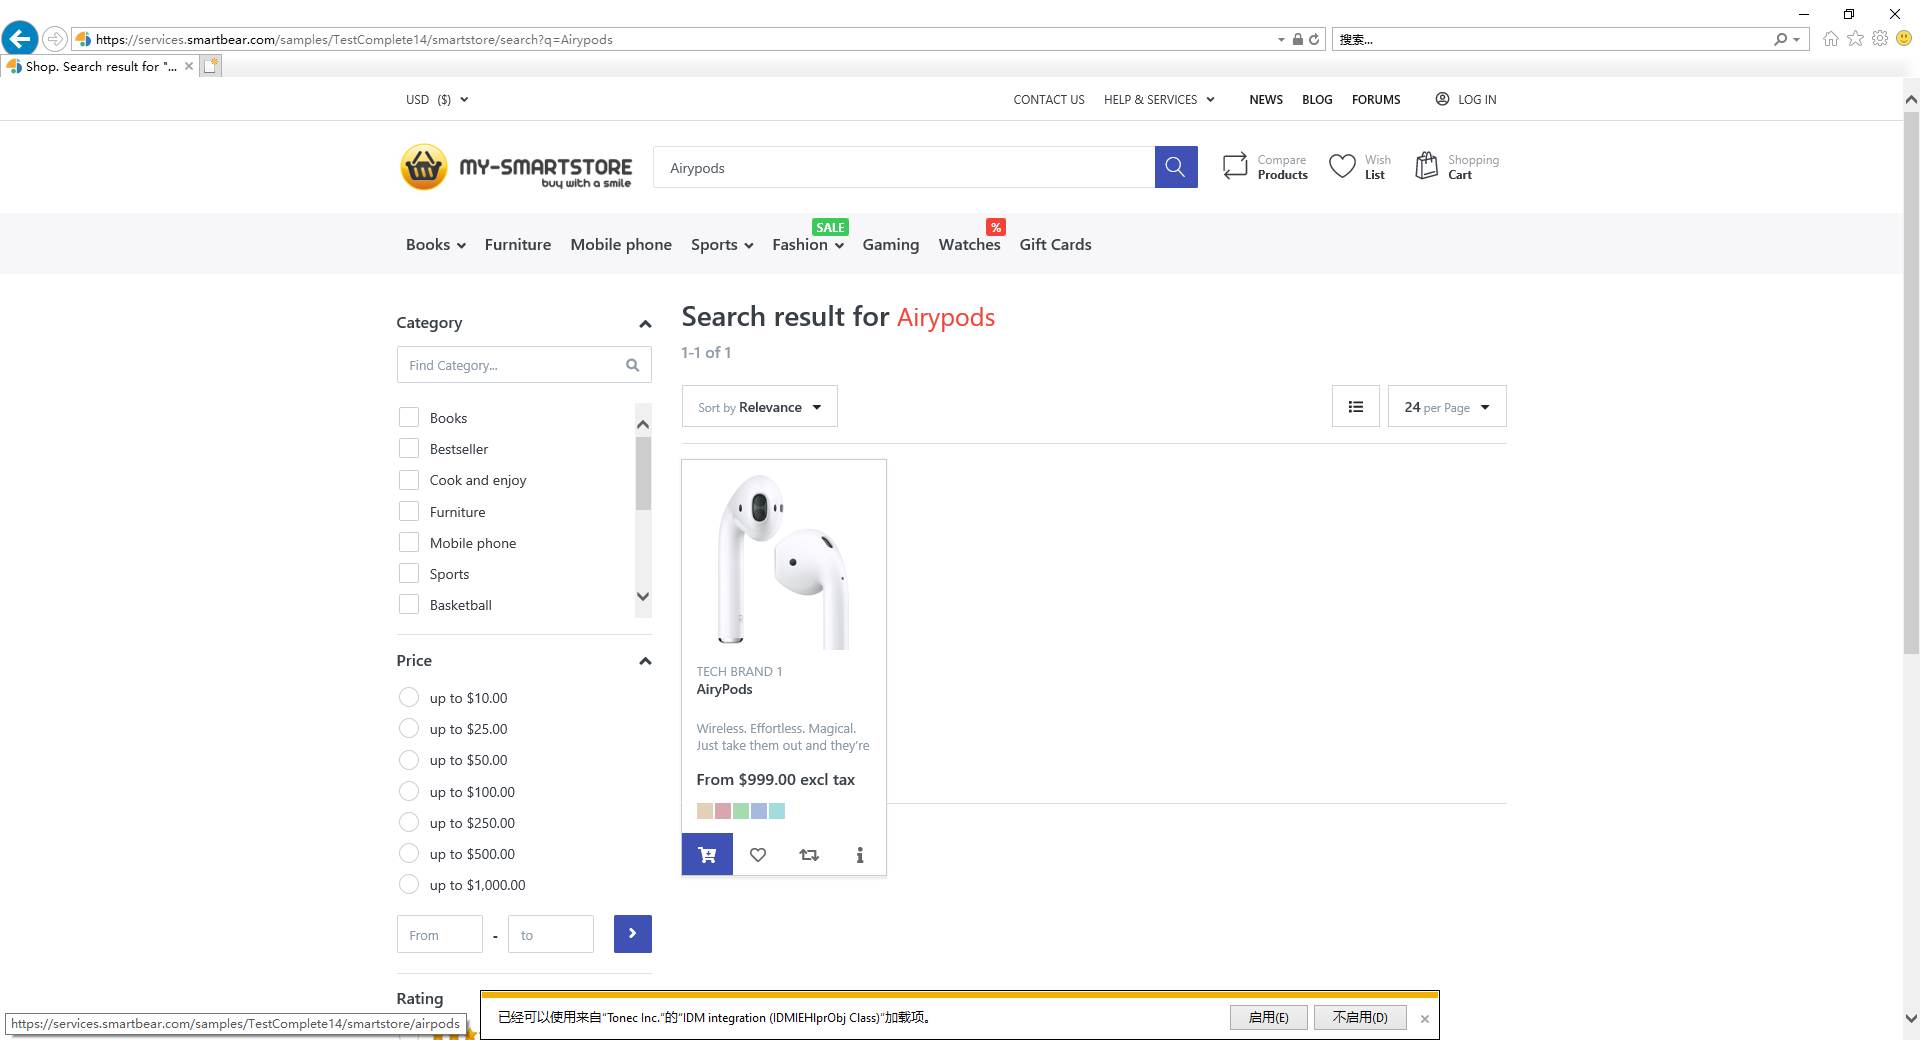 https://services.smartbear.com/samples/TestComplete14/smartstore/search?q=Airypods
搜索...
Shop. Search result for "...
USD ($)
CONTACT US
HELP & SERVICES
NEWS
BLOG
FORUMS
LOG IN
MY-SMARTSTORE
buy with a smile
Airypods
Compare
Products
Wish
List
Shopping
Cart
SALE
%
Books
Furniture
Mobile phone
Sports
Fashion
Gaming
Watches
Gift Cards
Category
Find Category...
Books
Bestseller
Cook and enjoy
Furniture
Mobile phone
Sports
Basketball
Price
up to $10.00
up to $25.00
up to $50.00
up to $100.00
up to $250.00
up to $500.00
up to $1,000.00
From - to
Rating
Search result for Airypods
1-1 of 1
Sort by Relevance
24 per Page
TECH BRAND 1
AiryPods
Wireless. Effortless. Magical.
Just take them out and they're
From $999.00 excl tax
https://services.smartbear.com/samples/TestComplete14/smartstore/airpods
已经可以使用来自"Tonec Inc."的"IDM integration (IDMIEHlprObj Class)"加载项。
启用(E)
不启用(D)